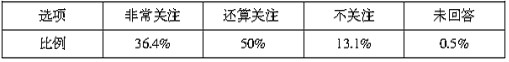 选项 非常关注 还算关注 不关注 未回答
比例 36.4% 50% 13.1% 0.5%